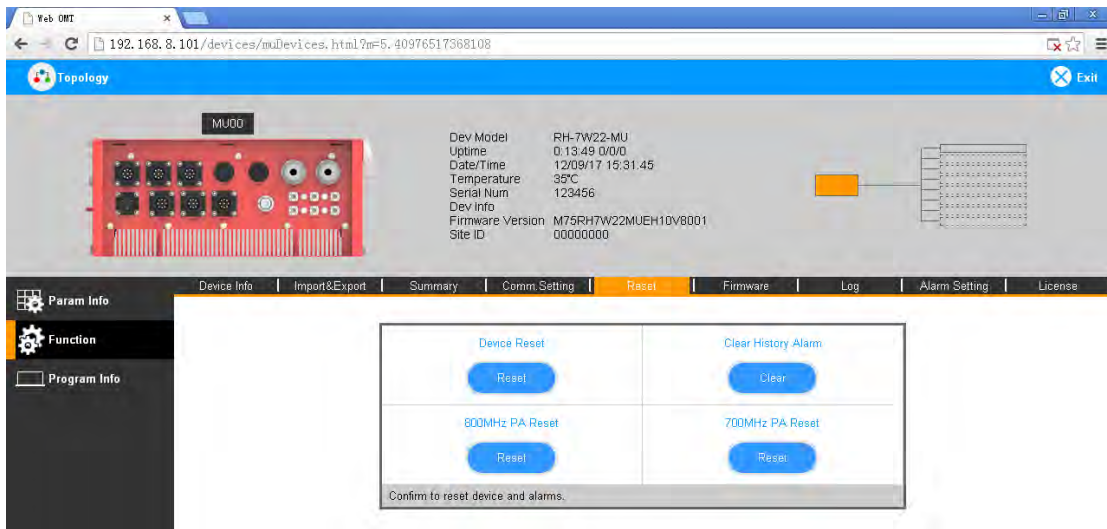 Web OMT
192.168.8.101/devices/muDevices.html?m=5.40976517368108
Topology
Exit
MU00
Dev Model RH-7W22-MU
Uptime 0:13:49 0/0/0
Date/Time 12/09/17 15:31:45
Temperature 35℃
Serial Num 123456
Dev Info
Firmware Version M75RH7W22MUEH10V8001
Site ID 00000000
Device Info Import&Export Summary Comm.Setting Reset Firmware Log Alarm Setting License
Param Info
Function
Program Info
Device Reset Clear History Alarm
Reset Clear
800MHz PA Reset 700MHz PA Reset
Reset Reset
Confirm to reset device and alarms.